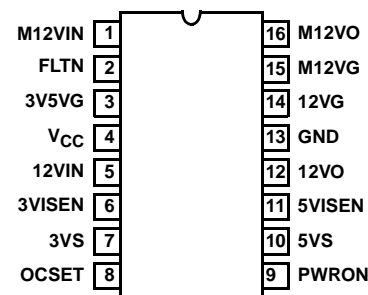 M12VIN 1 16 M12VO
FLTN 2 15 M12VG
3V5VG 3 14 12VG
VCC 4 13 GND
12VIN 5 12 12VO
3VISEN 6 11 5VISEN
3VS 7 10 5VS
OCSET 8 9 PWRON